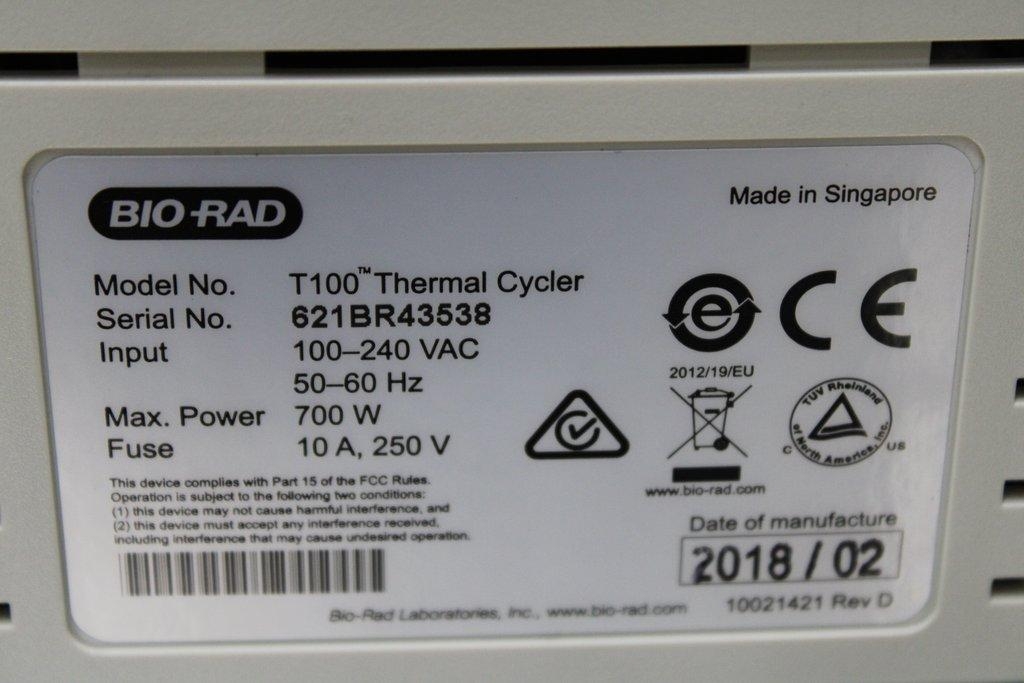 BIO-RAD
Made in Singapore
Model No. T100™ Thermal Cycler
Serial No. 621BR43538
Input 100–240 VAC
50–60 Hz
Max. Power 700 W
Fuse 10 A, 250 V
This device complies with Part 15 of the FCC Rules.
Operation is subject to the following two conditions:
(1) this device may not cause harmful interference, and
(2) this device must accept any interference received,
including interference that may cause undesired operation.
e
CE
2012/19/EU
www.bio-rad.com
TUV Rheinland
of North America, Inc.
C US
Date of manufacture
2018 / 02
10021421 Rev D
Bio-Rad Laboratories, Inc., www.bio-rad.com